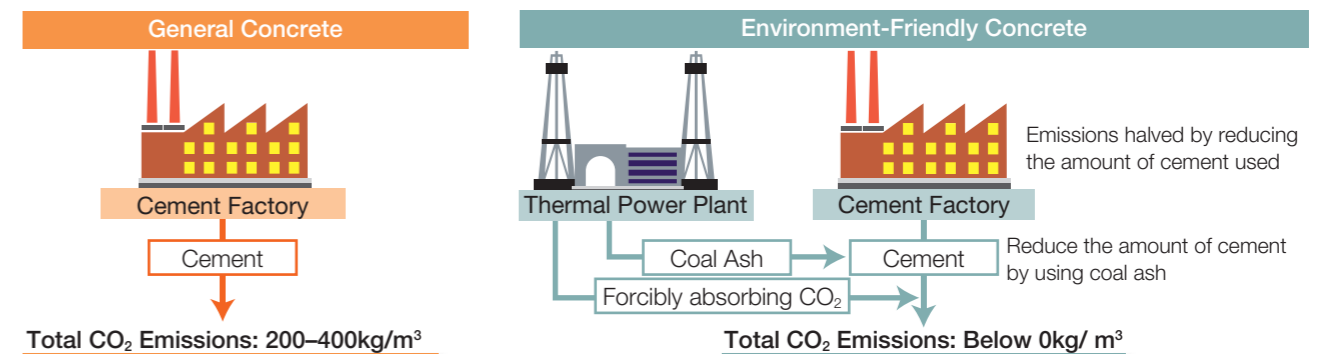 General Concrete
Cement Factory
Cement
Total CO₂ Emissions: 200–400kg/m³
Environment-Friendly Concrete
Thermal Power Plant
Cement Factory
Emissions halved by reducing
the amount of cement used
Coal Ash
Cement
Reduce the amount of cement
by using coal ash
Forcibly absorbing CO₂
Total CO₂ Emissions: Below 0kg/ m³